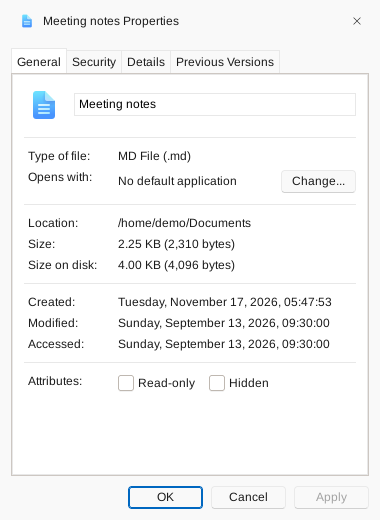 Meeting notes Properties
General Security Details Previous Versions
Meeting notes
Type of file: MD File (.md)
Opens with: No default application Change...
Location: /home/demo/Documents
Size: 2.25 KB (2,310 bytes)
Size on disk: 4.00 KB (4,096 bytes)
Created: Tuesday, November 17, 2026, 05:47:53
Modified: Sunday, September 13, 2026, 09:30:00
Accessed: Sunday, September 13, 2026, 09:30:00
Attributes: Read-only Hidden
OK Cancel Apply